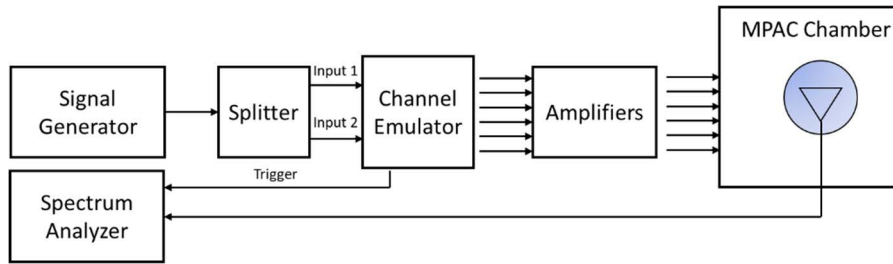 MPAC Chamber
Signal
Generator
Splitter
Input 1
Input 2
Channel
Emulator
Amplifiers
Trigger
Spectrum
Analyzer